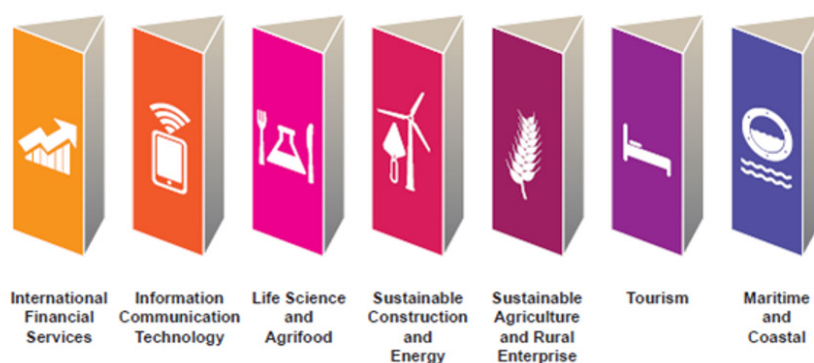 International
Financial
Services
Information
Communication
Technology
Life Science
and
Agrifood
Sustainable
Construction
and
Energy
Sustainable
Agriculture
and Rural
Enterprise
Tourism
Maritime
and
Coastal